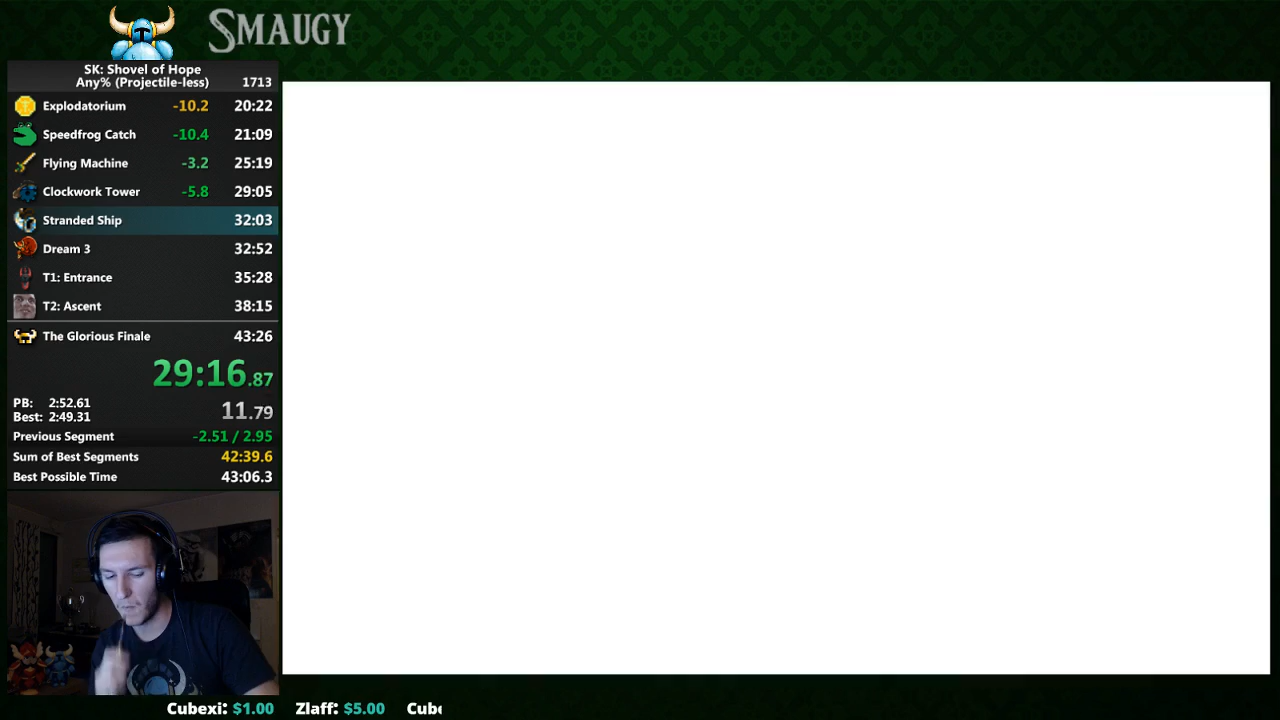 SMAUGY
SK: Shovel of Hope
Any% (Projectile-less) 1713
Explodatorium -10.2 20:22
Speedfrog Catch -10.4 21:09
Flying Machine -3.2 25:19
Clockwork Tower -5.8 29:05
Stranded Ship 32:03
Dream 3 32:52
T1: Entrance 35:28
T2: Ascent 38:15
The Glorious Finale 43:26
29:16.87
PB: 2:52.61
Best: 2:49.31
11.79
Previous Segment -2.51 / 2.95
Sum of Best Segments 42:39.6
Best Possible Time 43:06.3
Cubexi: $1.00 Zlaff: $5.00 Cub